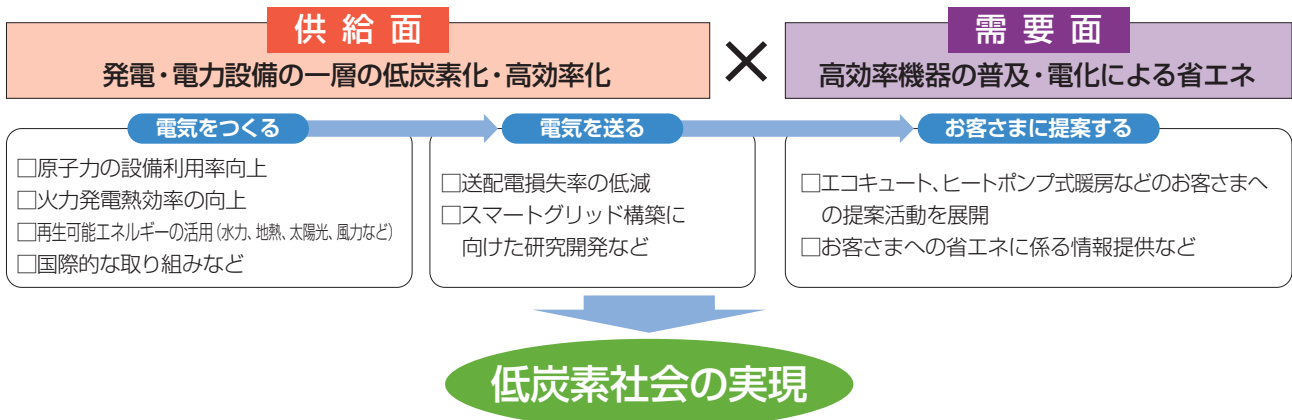 供給面
発電・電力設備の一層の低炭素化・高効率化
×
需要面
高効率機器の普及・電化による省エネ
電気をつくる
□原子力の設備利用率向上
□火力発電熱効率の向上
□再生可能エネルギーの活用(水力、地熱、太陽光、風力など)
□国際的な取り組みなど
電気を送る
□送配電損失率の低減
□スマートグリッド構築に
向けた研究開発など
お客さまに提案する
□エコキュート、ヒートポンプ式暖房などのお客さまへ
の提案活動を展開
□お客さまへの省エネに係る情報提供など
低炭素社会の実現